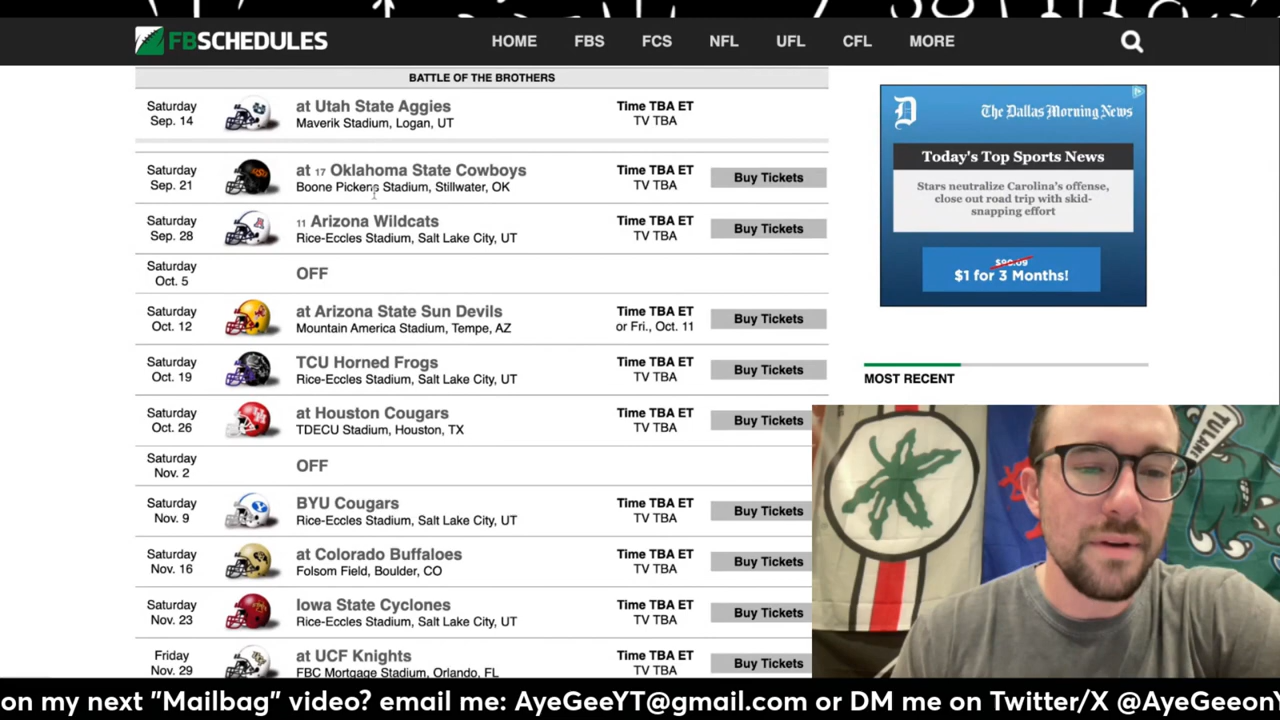 FBSCHEDULES HOME FBS FCS NFL UFL CFL MORE
BATTLE OF THE BROTHERS
Saturday Sep. 14 at Utah State Aggies Time TBA ET
Maverik Stadium, Logan, UT TV TBA
Saturday Sep. 21 at 17 Oklahoma State Cowboys Time TBA ET Buy Tickets
Boone Pickens Stadium, Stillwater, OK TV TBA
Saturday Sep. 28 11 Arizona Wildcats Time TBA ET Buy Tickets
Rice-Eccles Stadium, Salt Lake City, UT TV TBA
Saturday Oct. 5 OFF
Saturday Oct. 12 at Arizona State Sun Devils Time TBA ET Buy Tickets
Mountain America Stadium, Tempe, AZ or Fri., Oct. 11
Saturday Oct. 19 TCU Horned Frogs Time TBA ET Buy Tickets
Rice-Eccles Stadium, Salt Lake City, UT TV TBA
Saturday Oct. 26 at Houston Cougars Time TBA ET Buy Tickets
TDECU Stadium, Houston, TX TV TBA
Saturday Nov. 2 OFF
Saturday Nov. 9 BYU Cougars Time TBA ET Buy Tickets
Rice-Eccles Stadium, Salt Lake City, UT TV TBA
Saturday Nov. 16 at Colorado Buffaloes Time TBA ET Buy Tickets
Folsom Field, Boulder, CO TV TBA
Saturday Nov. 23 Iowa State Cyclones Time TBA ET Buy Tickets
Rice-Eccles Stadium, Salt Lake City, UT TV TBA
Friday Nov. 29 at UCF Knights Time TBA ET Buy Tickets
FBC Mortgage Stadium, Orlando, FL TV TBA
D The Dallas Morning News
Today's Top Sports News
Stars neutralize Carolina's offense,
close out road trip with skid-
snapping effort
$1 for 3 Months!
MOST RECENT
TULANE
on my next "Mailbag" video? email me: AyeGeeYT@gmail.com or DM me on Twitter/X @AyeGeeon